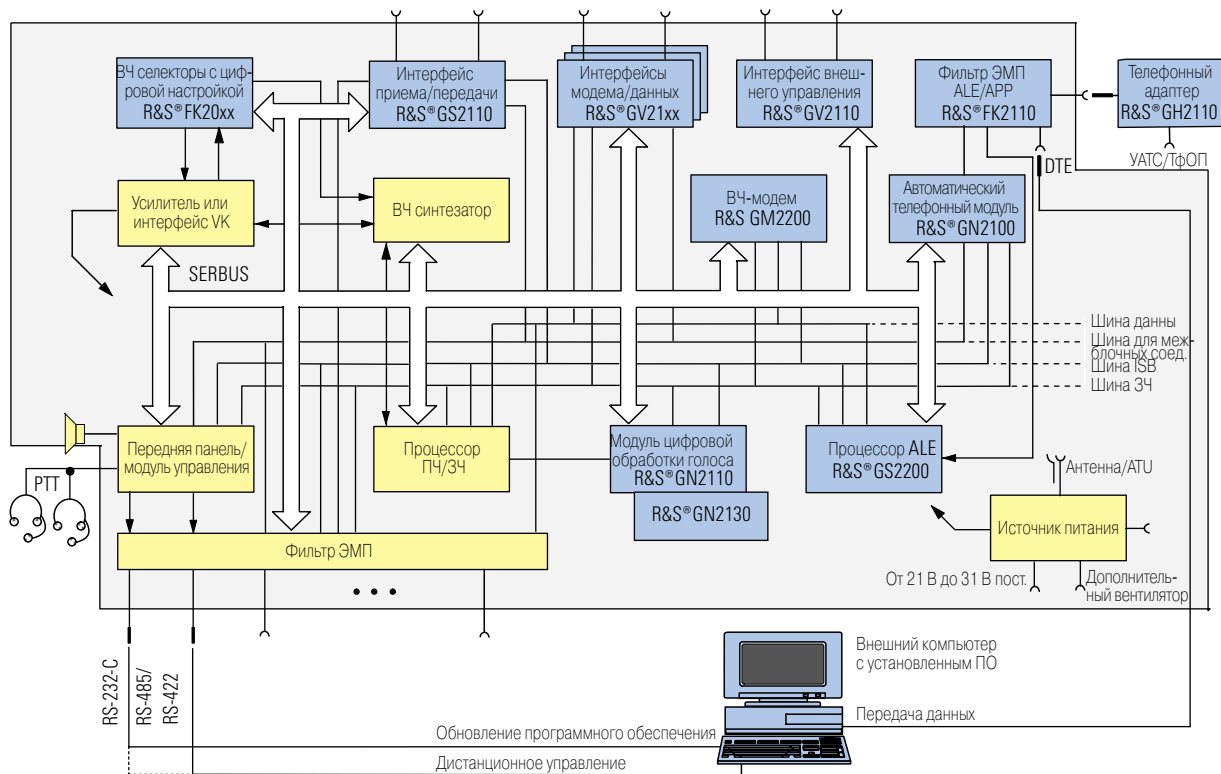 ВЧ селекторы с циф-
ровой настройкой
R&S®FK20xx
Интерфейс
приема/передачи
R&S®GS2110
Интерфейсы
модема/данных
R&S®GV21xx
Интерфейс внеш-
него управления
R&S®GV2110
Фильтр ЭМП
ALE/APP
R&S®FK2110
Телефонный
адаптер
R&S®GH2110
УАТС/ТфОП
DTE
Усилитель или
интерфейс VK
ВЧ синтезатор
ВЧ-модем
R&S GM2200
Автоматический
телефонный модуль
R&S®GN2100
SERBUS
Шина данны
Шина для меж-
блочных соед.
Шина ISB
Шина ЗЧ
Передняя панель/
модуль управления
Процессор
ПЧ/ЗЧ
Модуль цифровой
обработки голоса
R&S®GN2110
R&S®GN2130
Процессор ALE
R&S®GS2200
Антенна/ATU
PTT
Источник питания
Фильтр ЭМП
От 21 В до 31 В пост.
Дополнитель-
ный вентилятор
• • •
RS-232-C
RS-485/
RS-422
Внешний компьютер
с установленным ПО
Передача данных
Обновление программного обеспечения
Дистанционное управление